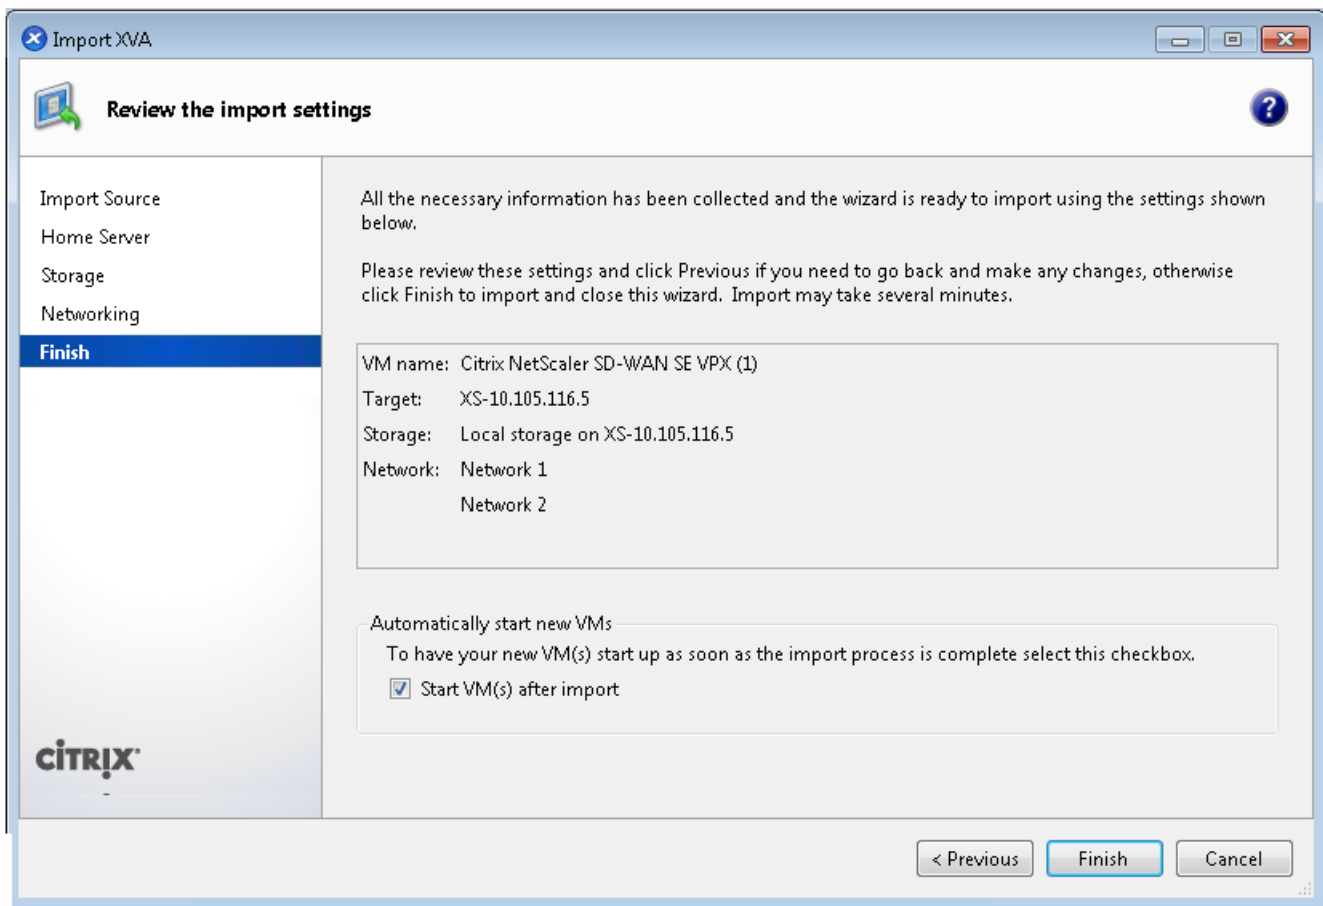 Import XVA
Review the import settings
?
Import Source
Home Server
Storage
Networking
Finish
All the necessary information has been collected and the wizard is ready to import using the settings shown
below.
Please review these settings and click Previous if you need to go back and make any changes, otherwise
click Finish to import and close this wizard. Import may take several minutes.
VM name: Citrix NetScaler SD-WAN SE VPX (1)
Target: XS-10.105.116.5
Storage: Local storage on XS-10.105.116.5
Network: Network 1
Network 2
Automatically start new VMs
To have your new VM(s) start up as soon as the import process is complete select this checkbox.
Start VM(s) after import
CİTRIX
< Previous
Finish
Cancel